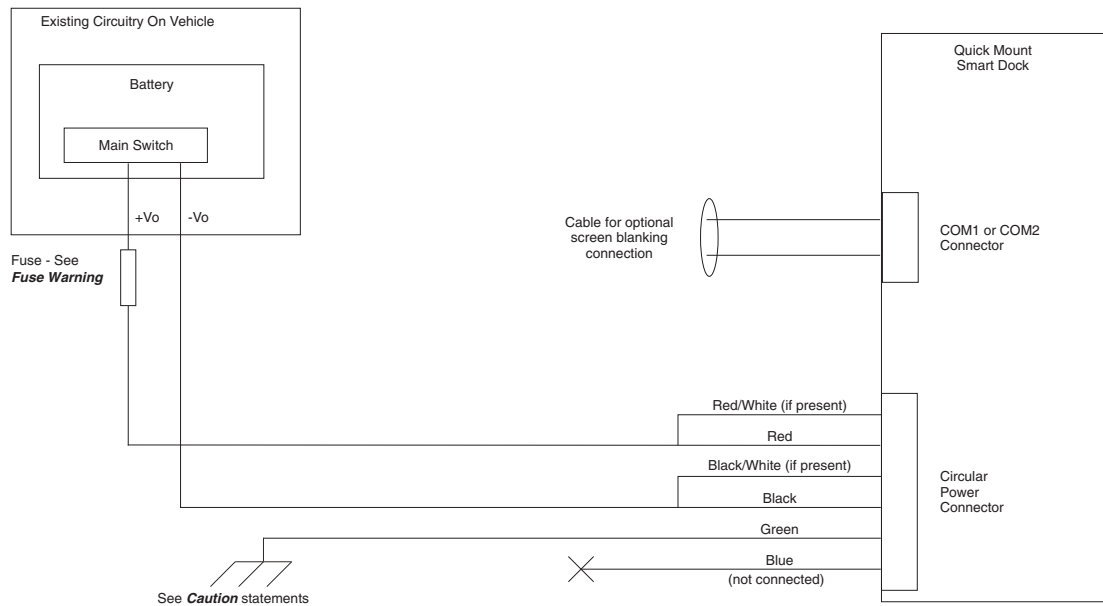 Existing Circuitry On Vehicle
Battery
Main Switch
+Vo
-Vo
Fuse - See
Fuse Warning
Quick Mount
Smart Dock
Cable for optional
screen blanking
connection
COM1 or COM2
Connector
Red/White (if present)
Red
Black/White (if present)
Black
Green
Blue
(not connected)
Circular
Power
Connector
See Caution statements